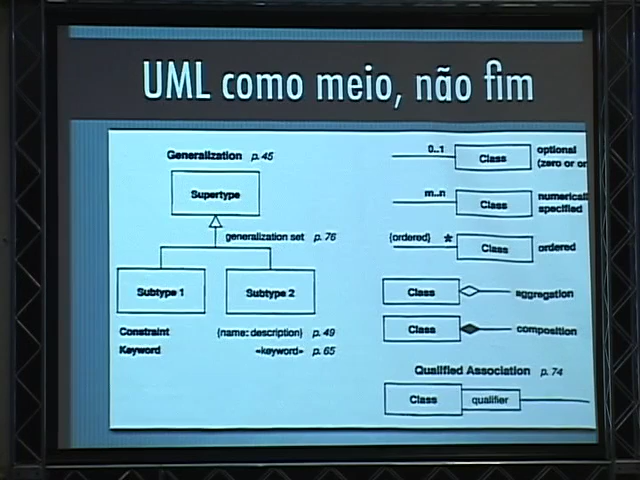 UML como meio, não fim
Generalization p. 45
Supertype
generalization set p. 76
Subtype 1
Subtype 2
Constraint {name: description} p. 49
Keyword «keyword» p. 65
0..1 Class optional
(zero or
m..n Class
specified
{ordered} * Class ordered
Class aggregation
Class composition
Qualified Association p. 74
Class qualifier